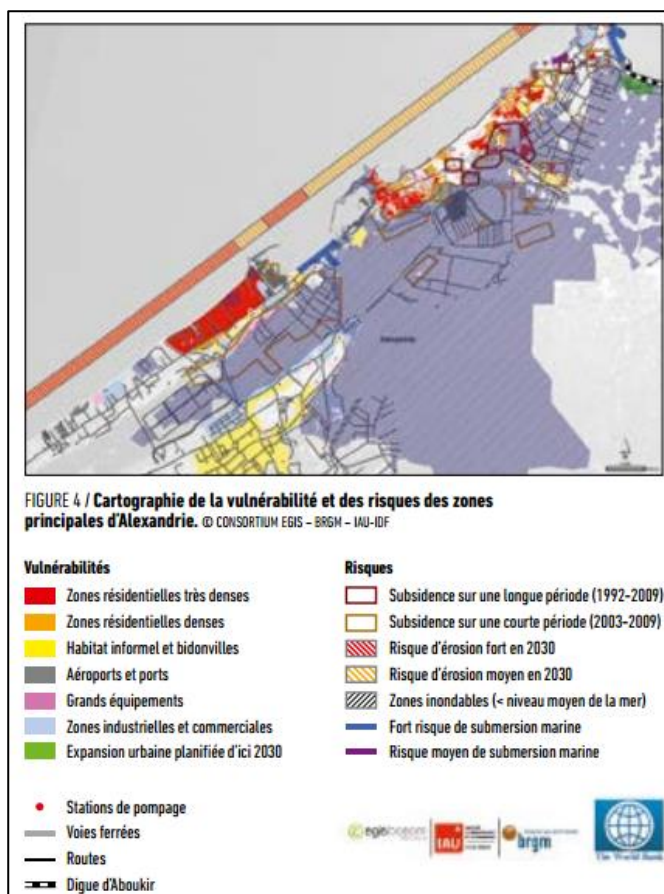 FIGURE 4 / Cartographie de la vulnérabilité et des risques des zones
principales d'Alexandrie. © CONSORTIUM EGIS – BRGM – IAU-IDF
Vulnérabilités
Zones résidentielles très denses
Zones résidentielles denses
Habitat informel et bidonvilles
Aéroports et ports
Grands équipements
Zones industrielles et commerciales
Expansion urbaine planifiée d'ici 2030
Stations de pompage
Voies ferrées
Routes
Digue d'Aboukir
Risques
Subsidence sur une longue période (1992-2009)
Subsidence sur une courte période (2003-2009)
Risque d'érosion fort en 2030
Risque d'érosion moyen en 2030
Zones inondables (< niveau moyen de la mer)
Fort risque de submersion marine
Risque moyen de submersion marine
IAU
brgm
The World Bank